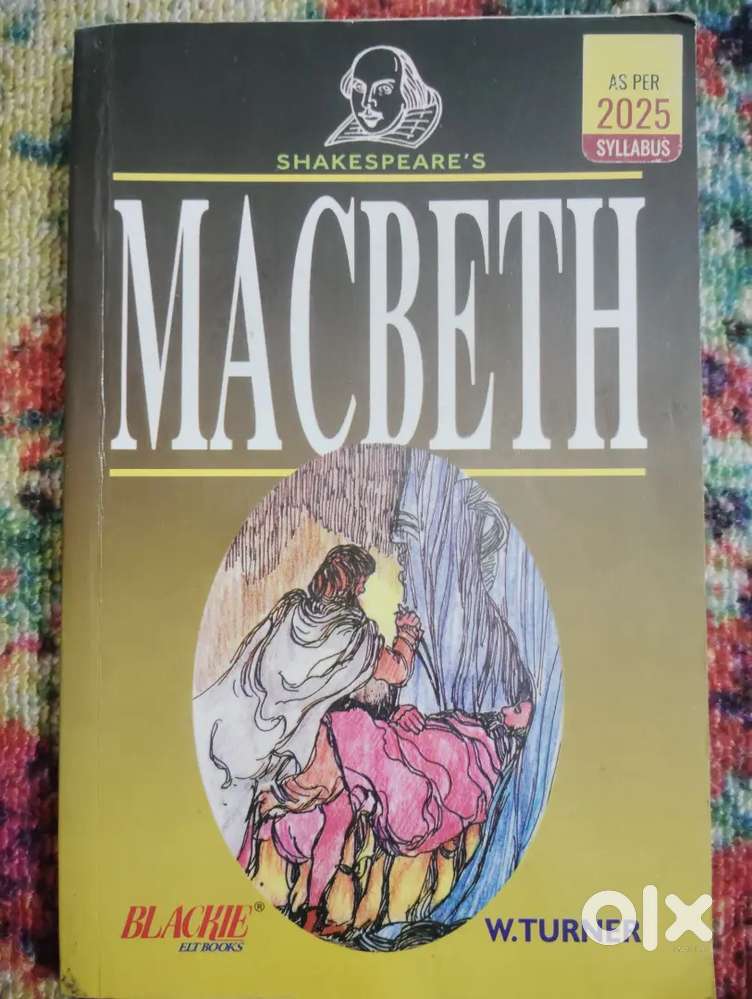 AS PER
2025
SYLLABUS
SHAKESPEARE'S
MACBETH
BLACKIE®
ELT BOOKS
W.TURNER
olx